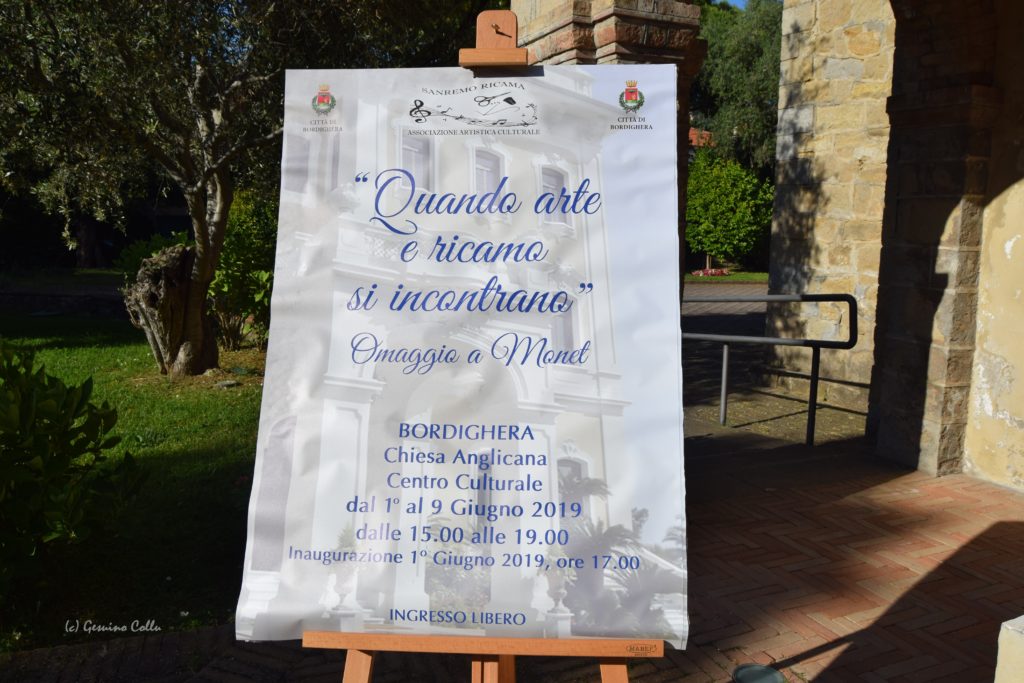 SANREMO RICAMA
ASSOCIAZIONE ARTISTICA CULTURALE
CITTÀ DI
BORDIGHERA
CITTÀ DI
BORDIGHERA
“Quando arte
e ricamo
si incontrano”
Omaggio a Monet
BORDIGHERA
Chiesa Anglicana
Centro Culturale
dal 1° al 9 Giugno 2019
dalle 15.00 alle 19.00
Inaugurazione 1° Giugno 2019, ore 17.00
INGRESSO LIBERO
MABEF
(c) Gesuino Collu